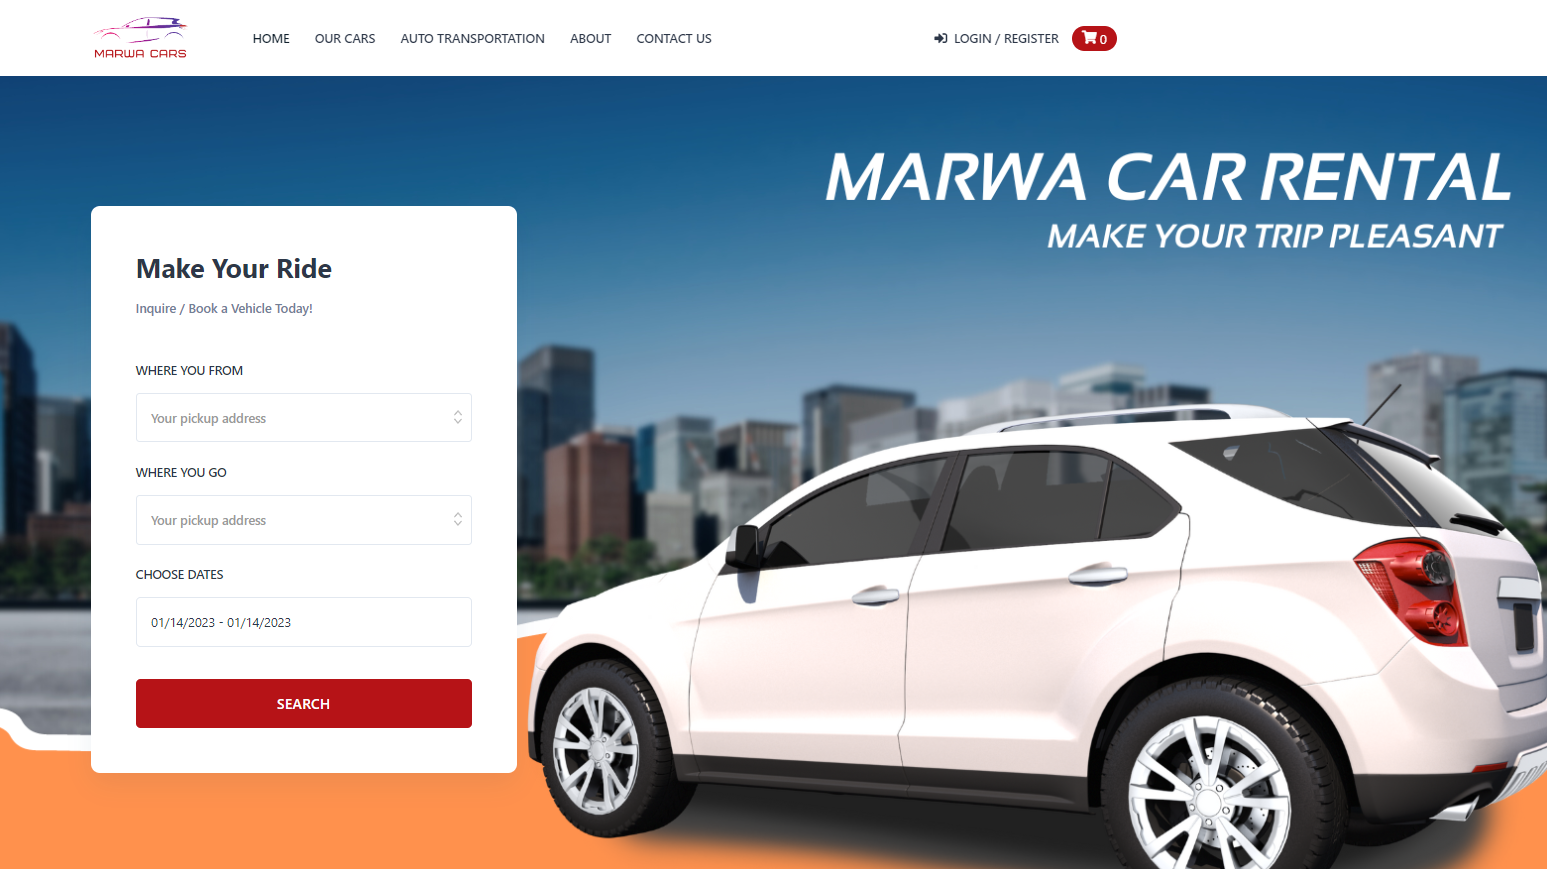 MARWA CARS
HOME OUR CARS AUTO TRANSPORTATION ABOUT CONTACT US
LOGIN / REGISTER 0
MARWA CAR RENTAL
MAKE YOUR TRIP PLEASANT
Make Your Ride
Inquire / Book a Vehicle Today!
WHERE YOU FROM
Your pickup address
WHERE YOU GO
Your pickup address
CHOOSE DATES
01/14/2023 - 01/14/2023
SEARCH